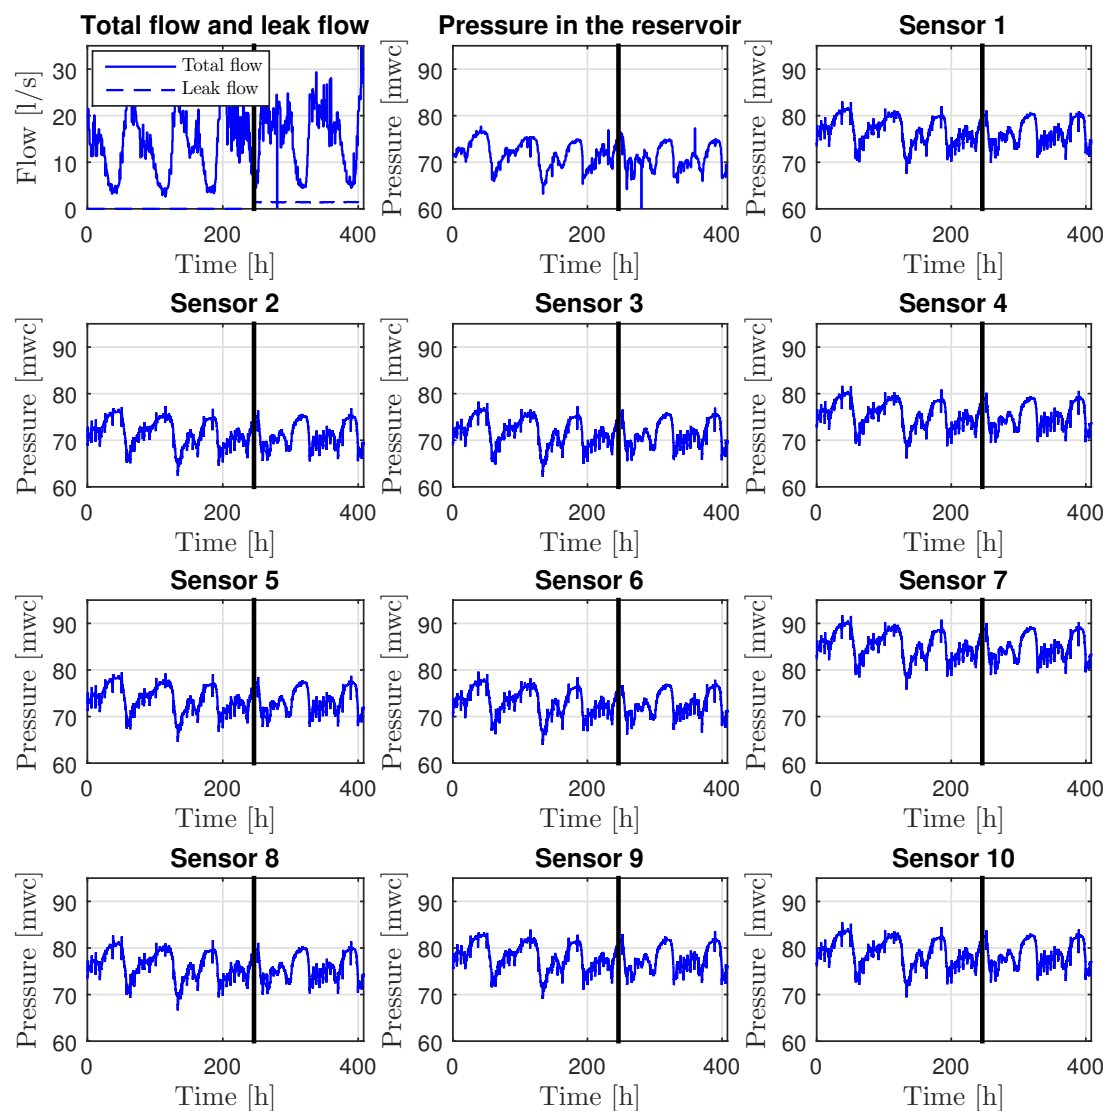 Total flow and leak flow
Flow [l/s]
30
20
10
0
Total flow
Leak flow
0 200 400
Time [h]
Pressure in the reservoir
Pressure [mwc]
90
80
70
60
0 200 400
Time [h]
Sensor 1
Pressure [mwc]
90
80
70
60
0 200 400
Time [h]
Sensor 2
Pressure [mwc]
90
80
70
60
0 200 400
Time [h]
Sensor 3
Pressure [mwc]
90
80
70
60
0 200 400
Time [h]
Sensor 4
Pressure [mwc]
90
80
70
60
0 200 400
Time [h]
Sensor 5
Pressure [mwc]
90
80
70
60
0 200 400
Time [h]
Sensor 6
Pressure [mwc]
90
80
70
60
0 200 400
Time [h]
Sensor 7
Pressure [mwc]
90
80
70
60
0 200 400
Time [h]
Sensor 8
Pressure [mwc]
90
80
70
60
0 200 400
Time [h]
Sensor 9
Pressure [mwc]
90
80
70
60
0 200 400
Time [h]
Sensor 10
Pressure [mwc]
90
80
70
60
0 200 400
Time [h]